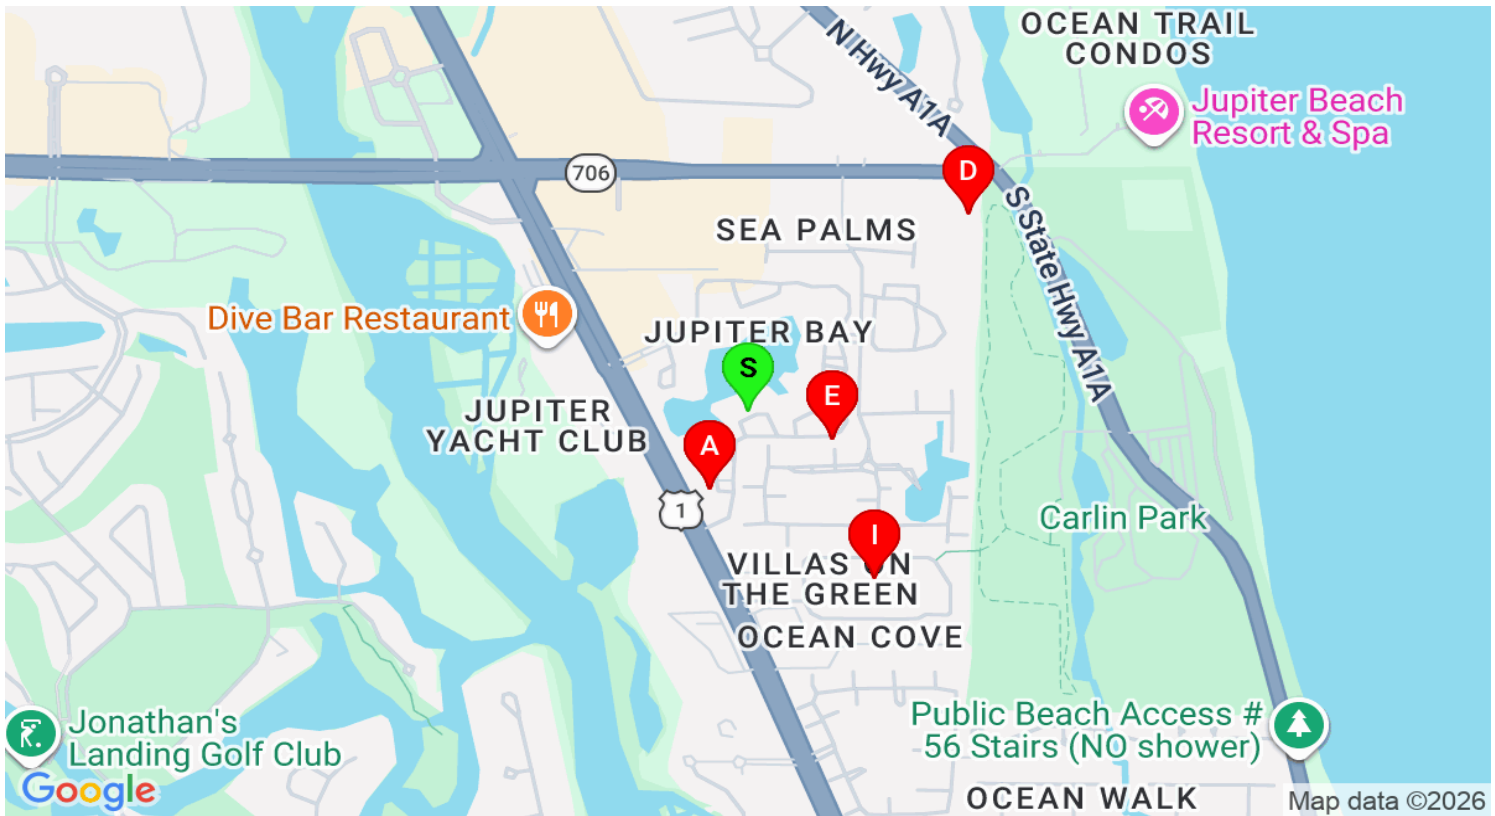 OCEAN TRAIL
CONDOS
N Hwy A1A
Jupiter Beach
Resort & Spa
706
D
S State Hwy A1A
SEA PALMS
Dive Bar Restaurant
JUPITER BAY
S
E
JUPITER
YACHT CLUB
A
1
Carlin Park
I
VILLAS ON
THE GREEN
OCEAN COVE
Jonathan's
Landing Golf Club
Public Beach Access #
56 Stairs (NO shower)
Google
OCEAN WALK
Map data ©2026